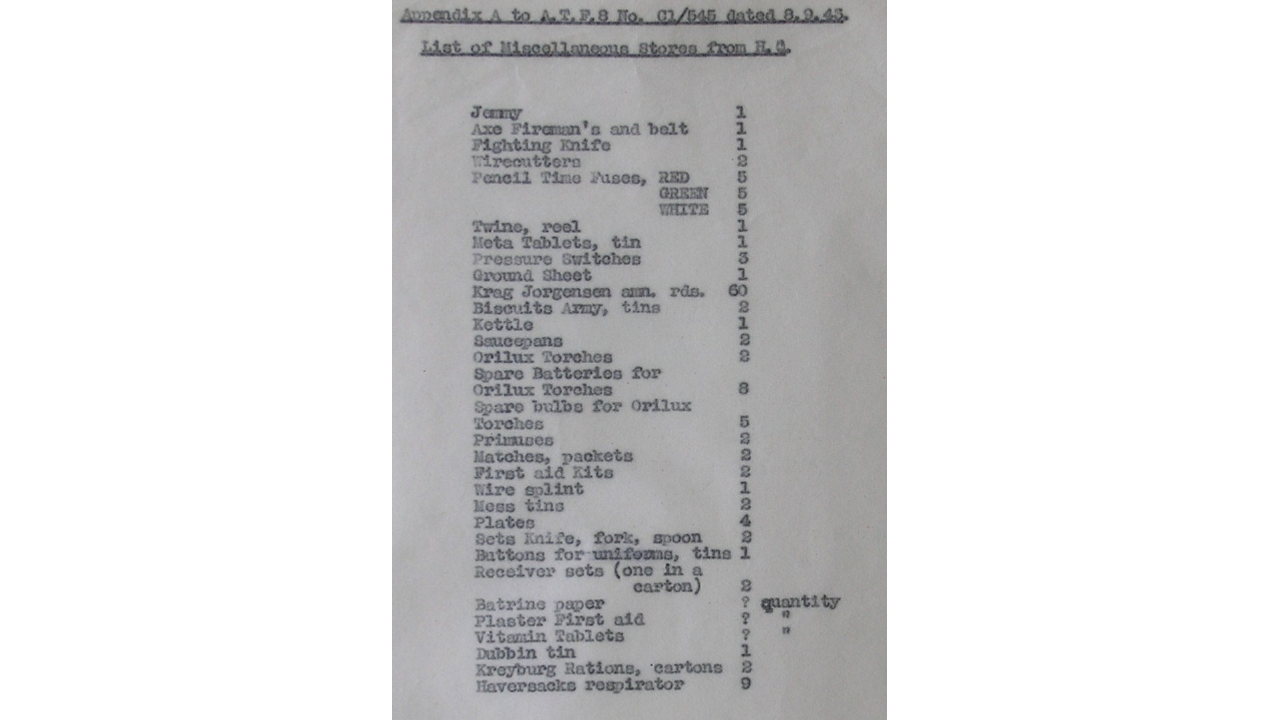 Appendix A to A.T.F.8 No. C1/545 dated 8.9.43.
List of Miscellaneous Stores from H.Q.
Jemmy 1
Axe Fireman's and belt 1
Fighting Knife 1
Wirecutters 2
Pencil Time Fuses, RED 5
GREEN 5
WHITE 5
Twine, reel 1
Meta Tablets, tin 1
Pressure Switches 3
Ground Sheet 1
Krag Jorgensen amm. rds. 60
Biscuits Army, tins 2
Kettle 1
Saucepans 2
Orilux Torches 2
Spare Batteries for
Orilux Torches 8
Spare bulbs for Orilux
Torches 5
Primuses 2
Matches, packets 2
First aid Kits 2
Wire splint 1
Mess tins 2
Plates 4
Sets Knife, fork, spoon 2
Buttons for uniforms, tins 1
Receiver sets (one in a
carton) 2
Batrine paper ? quantity
Plaster First aid ? "
Vitamin Tablets ? "
Dubbin tin 1
Kreyburg Rations, cartons 2
Haversacks respirator 9